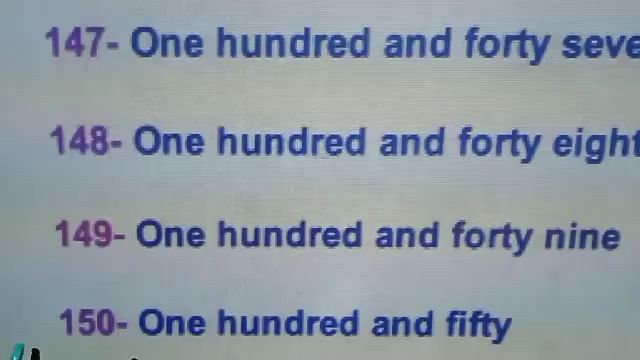 147- One hundred and forty seve
148- One hundred and forty eight
149- One hundred and forty nine
150- One hundred and fifty